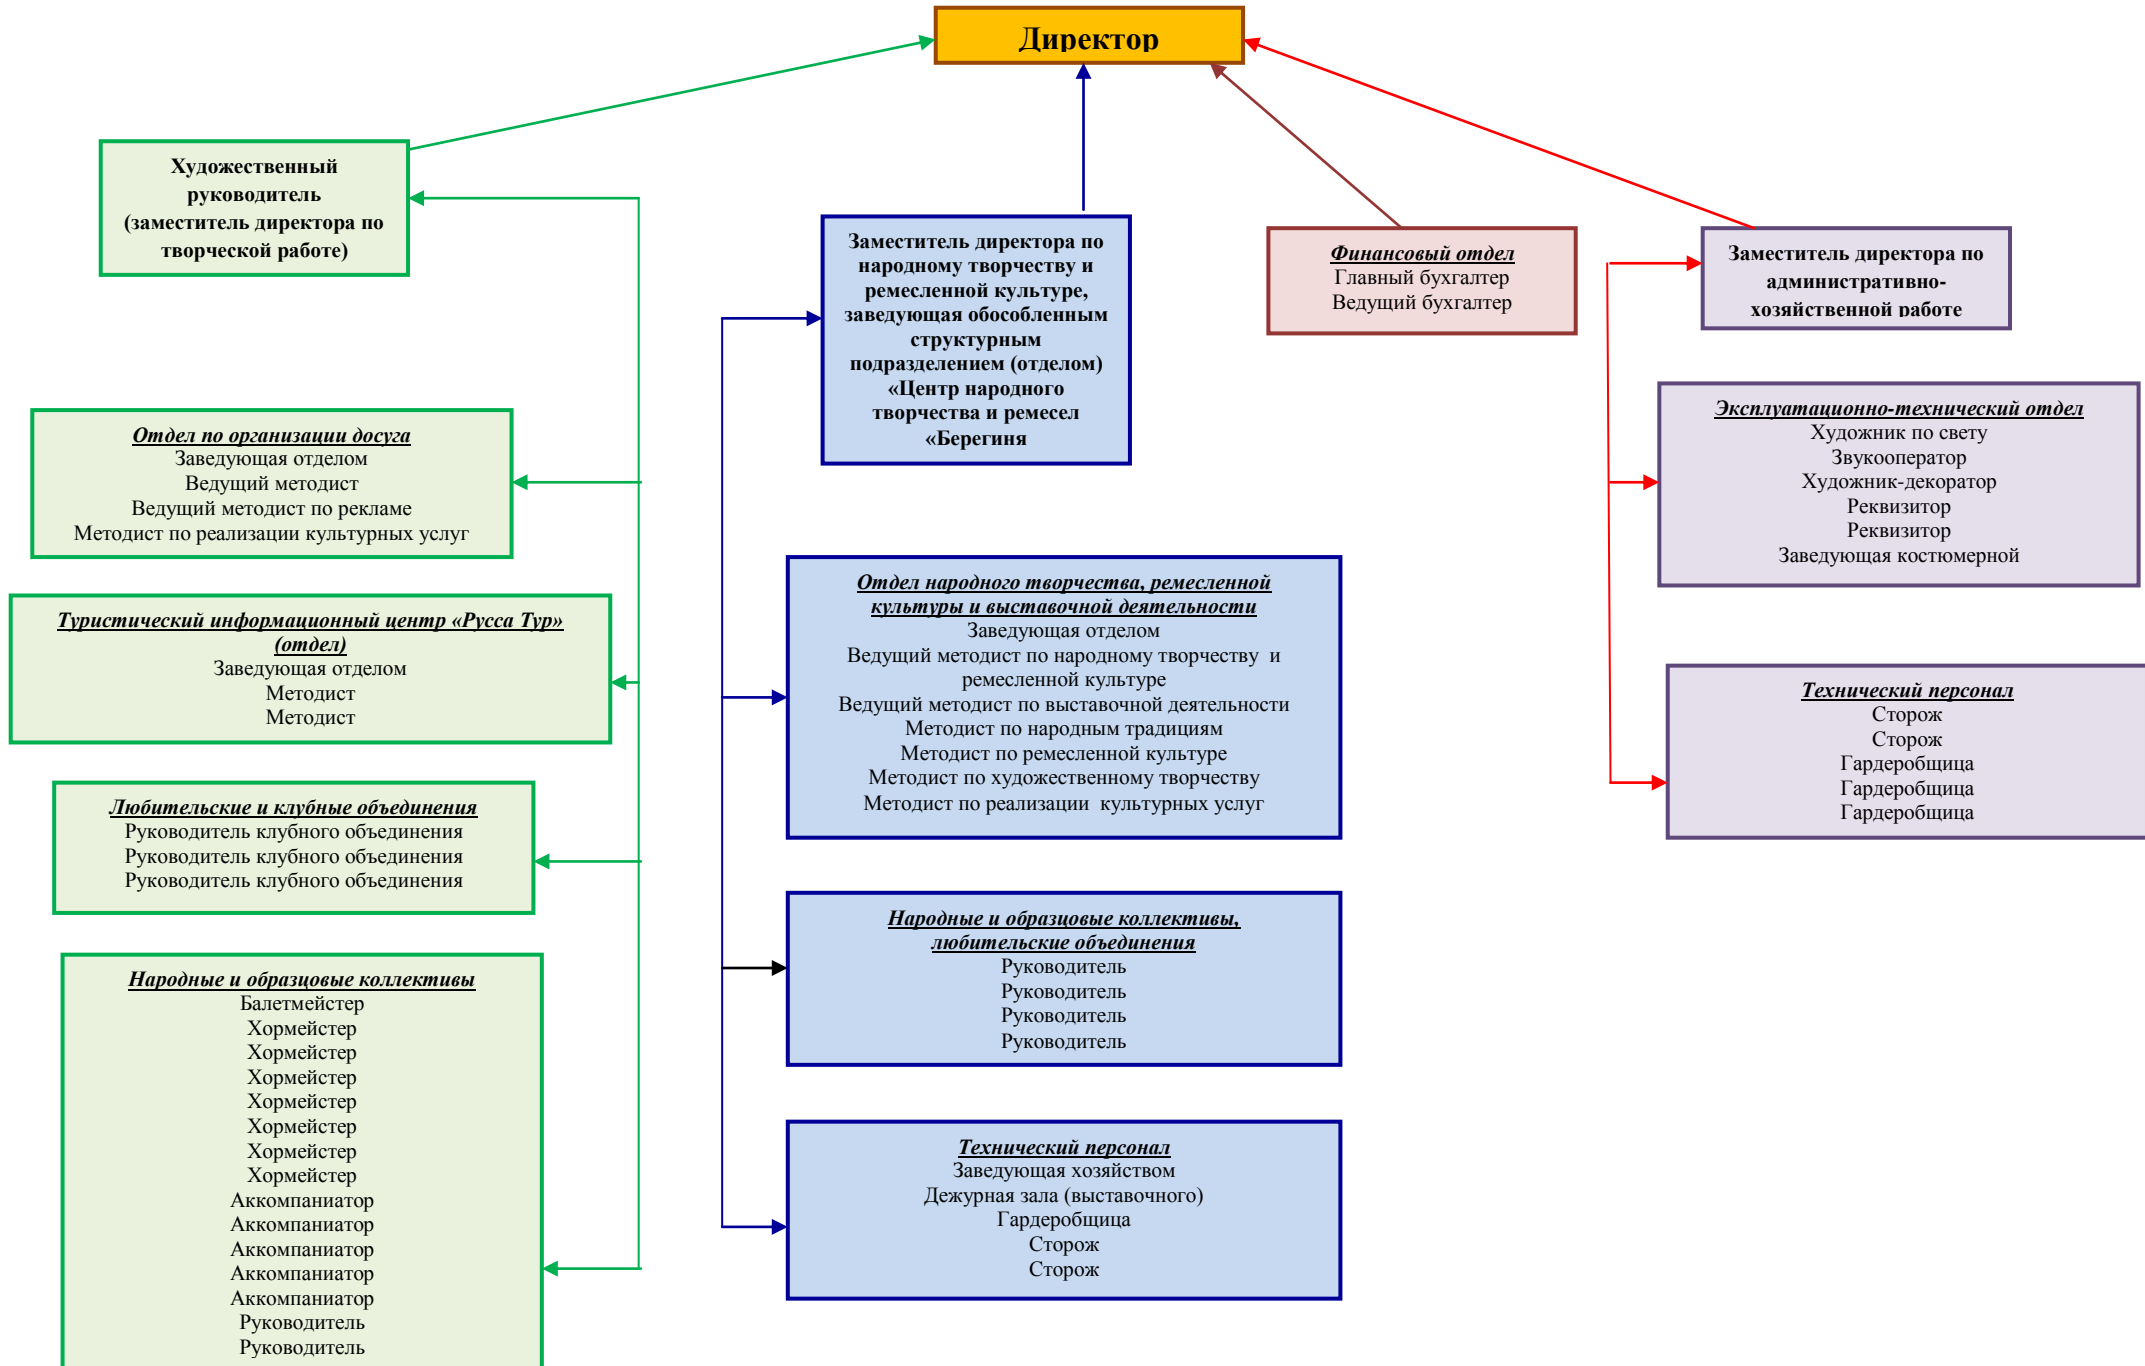 Директор
Художественный
руководитель
(заместитель директора по
творческой работе)
Отдел по организации досуга
Заведующая отделом
Ведущий методист
Ведущий методист по рекламе
Методист по реализации культурных услуг
Туристический информационный центр «Русса Тур»
(отдел)
Заведующая отделом
Методист
Методист
Любительские и клубные объединения
Руководитель клубного объединения
Руководитель клубного объединения
Руководитель клубного объединения
Народные и образцовые коллективы
Балетмейстер
Хормейстер
Хормейстер
Хормейстер
Хормейстер
Хормейстер
Хормейстер
Хормейстер
Аккомпаниатор
Аккомпаниатор
Аккомпаниатор
Аккомпаниатор
Аккомпаниатор
Руководитель
Руководитель
Заместитель директора по
народному творчеству и
ремесленной культуре,
заведующая обособленным
структурным
подразделением (отделом)
«Центр народного
творчества и ремесел
«Берегиня
Отдел народного творчества, ремесленной
культуры и выставочной деятельности
Заведующая отделом
Ведущий методист по народному творчеству и
ремесленной культуре
Ведущий методист по выставочной деятельности
Методист по народным традициям
Методист по ремесленной культуре
Методист по художественному творчеству
Методист по реализации культурных услуг
Народные и образцовые коллективы,
любительские объединения
Руководитель
Руководитель
Руководитель
Руководитель
Технический персонал
Заведующая хозяйством
Дежурная зала (выставочного)
Гардеробщица
Сторож
Сторож
Финансовый отдел
Главный бухгалтер
Ведущий бухгалтер
Заместитель директора по
административно-
хозяйственной работе
Эксплуатационно-технический отдел
Художник по свету
Звукооператор
Художник-декоратор
Реквизитор
Реквизитор
Заведующая костюмерной
Технический персонал
Сторож
Сторож
Гардеробщица
Гардеробщица
Гардеробщица